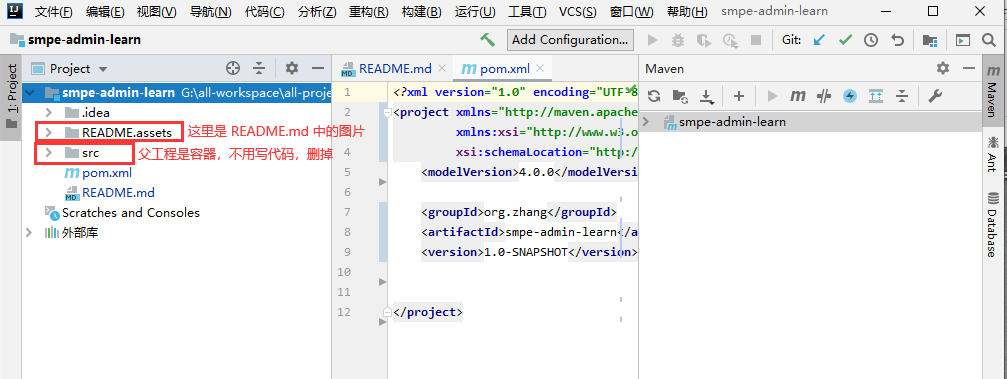 文件(F) 编辑(E) 视图(V) 导航(N) 代码(C) 分析(Z) 重构(R) 构建(B) 运行(U) 工具(T) VCS(S) 窗口(W) 帮助(H) smpe-admin-learn
smpe-admin-learn Add Configuration... Git:
1: Project
Project
smpe-admin-learn G:\all-workspace\all-proje
.idea
README.assets 这里是 README.md 中的图片
src 父工程是容器，不用写代码，删掉
pom.xml
README.md
Scratches and Consoles
外部库
README.md pom.xml
1 <?xml version="1.0" encoding="UTF-8
2 <project xmlns="http://maven.apache
3 xmlns:xsi="http://www.w3.o
4 xsi:schemaLocation="http:/
5 <modelVersion>4.0.0</modelVersi
6
7 <groupId>org.zhang</groupId>
8 <artifactId>smpe-admin-learn</a
9 <version>1.0-SNAPSHOT</version>
10
11
12 </project>
Maven
smpe-admin-learn
Maven
Ant
Database